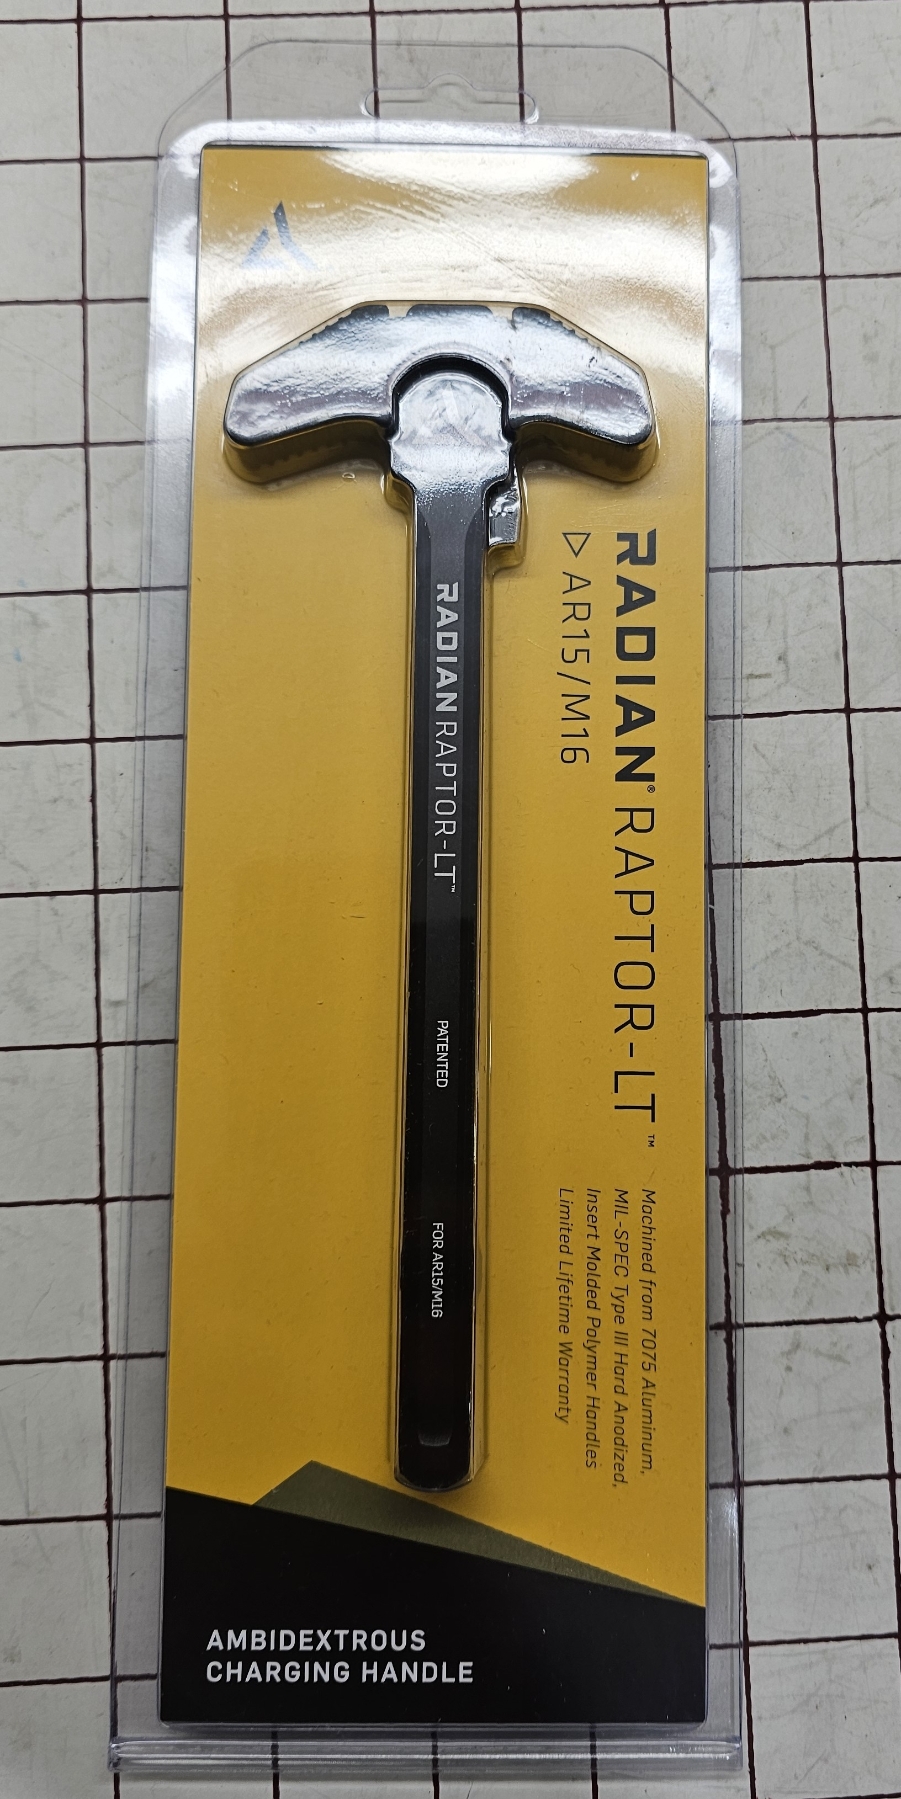 RADIAN® RAPTOR-LT™
▷ AR15/M16
Machined from 7075 Aluminum,
MIL-SPEC Type III Hard Anodized,
Insert Molded Polymer Handles
Limited Lifetime Warranty
RADIAN RAPTOR-LT™
PATENTED
FOR AR15/M16
AMBIDEXTROUS
CHARGING HANDLE